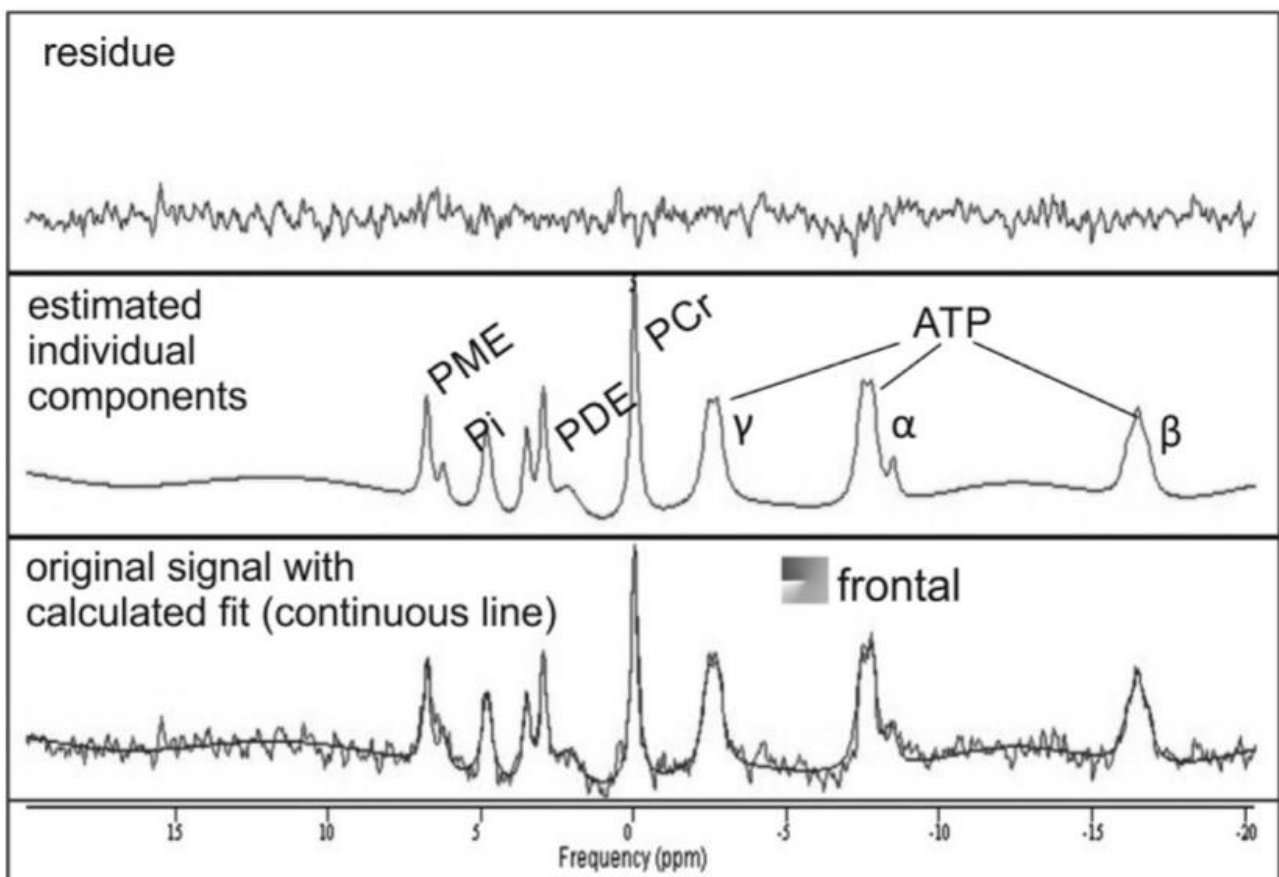 residue
estimated
individual
components
PME
Pi
PDE
PCr
ATP
γ
α
β
original signal with
calculated fit (continuous line)
frontal
15 10 5 0 -5 -10 -15 -20
Frequency (ppm)